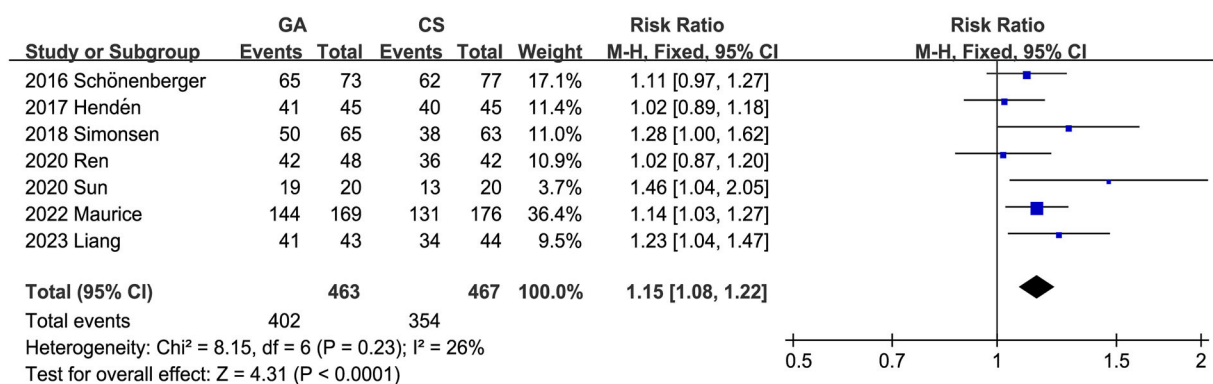 GA CS Risk Ratio Risk Ratio
Study or Subgroup Events Total Events Total Weight M-H, Fixed, 95% CI M-H, Fixed, 95% CI
2016 Schönenberger 65 73 62 77 17.1% 1.11 [0.97, 1.27]
2017 Hendén 41 45 40 45 11.4% 1.02 [0.89, 1.18]
2018 Simonsen 50 65 38 63 11.0% 1.28 [1.00, 1.62]
2020 Ren 42 48 36 42 10.9% 1.02 [0.87, 1.20]
2020 Sun 19 20 13 20 3.7% 1.46 [1.04, 2.05]
2022 Maurice 144 169 131 176 36.4% 1.14 [1.03, 1.27]
2023 Liang 41 43 34 44 9.5% 1.23 [1.04, 1.47]
Total (95% CI) 463 467 100.0% 1.15 [1.08, 1.22]
Total events 402 354
Heterogeneity: Chi² = 8.15, df = 6 (P = 0.23); I² = 26%
Test for overall effect: Z = 4.31 (P < 0.0001)
0.5 0.7 1 1.5 2